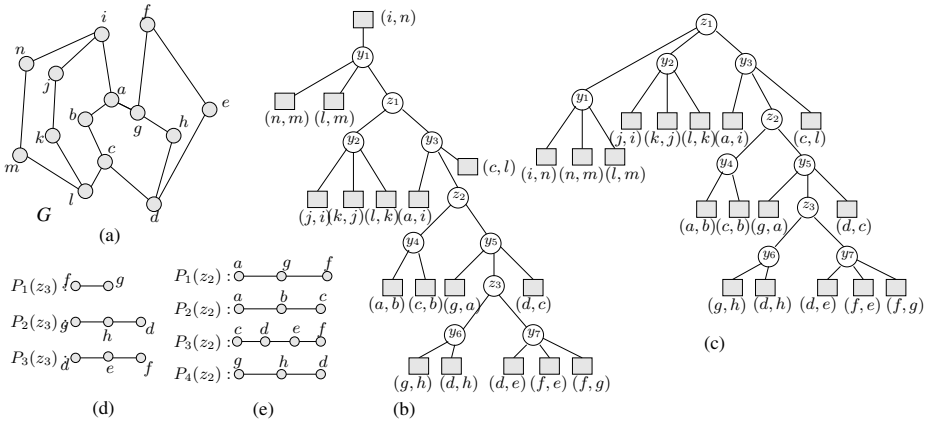 i
f
n
j
a
e
b
g
h
k
c
m
l
d
G
(a)
(i, n)
y1
(n, m) (l, m)
z1
y2
y3
(c, l)
(j, i) (k, j) (l, k) (a, i)
z2
y4
y5
(a, b) (c, b) (g, a) (d, c)
z3
y6
y7
(g, h) (d, h) (d, e) (f, e) (f, g)
(b)
z1
y2
y3
y1
(j, i) (k, j) (l, k) (a, i) (c, l)
z2
(i, n) (n, m) (l, m)
y4
y5
(a, b) (c, b) (g, a) (d, c)
z3
y6
y7
(g, h) (d, h) (d, e) (f, e) (f, g)
(c)
P1(z3) : f g
P2(z3) : g h d
P3(z3) : d e f
(d)
P1(z2) : a g f
P2(z2) : a b c
P3(z2) : c d e f
P4(z2) : g h d
(e)